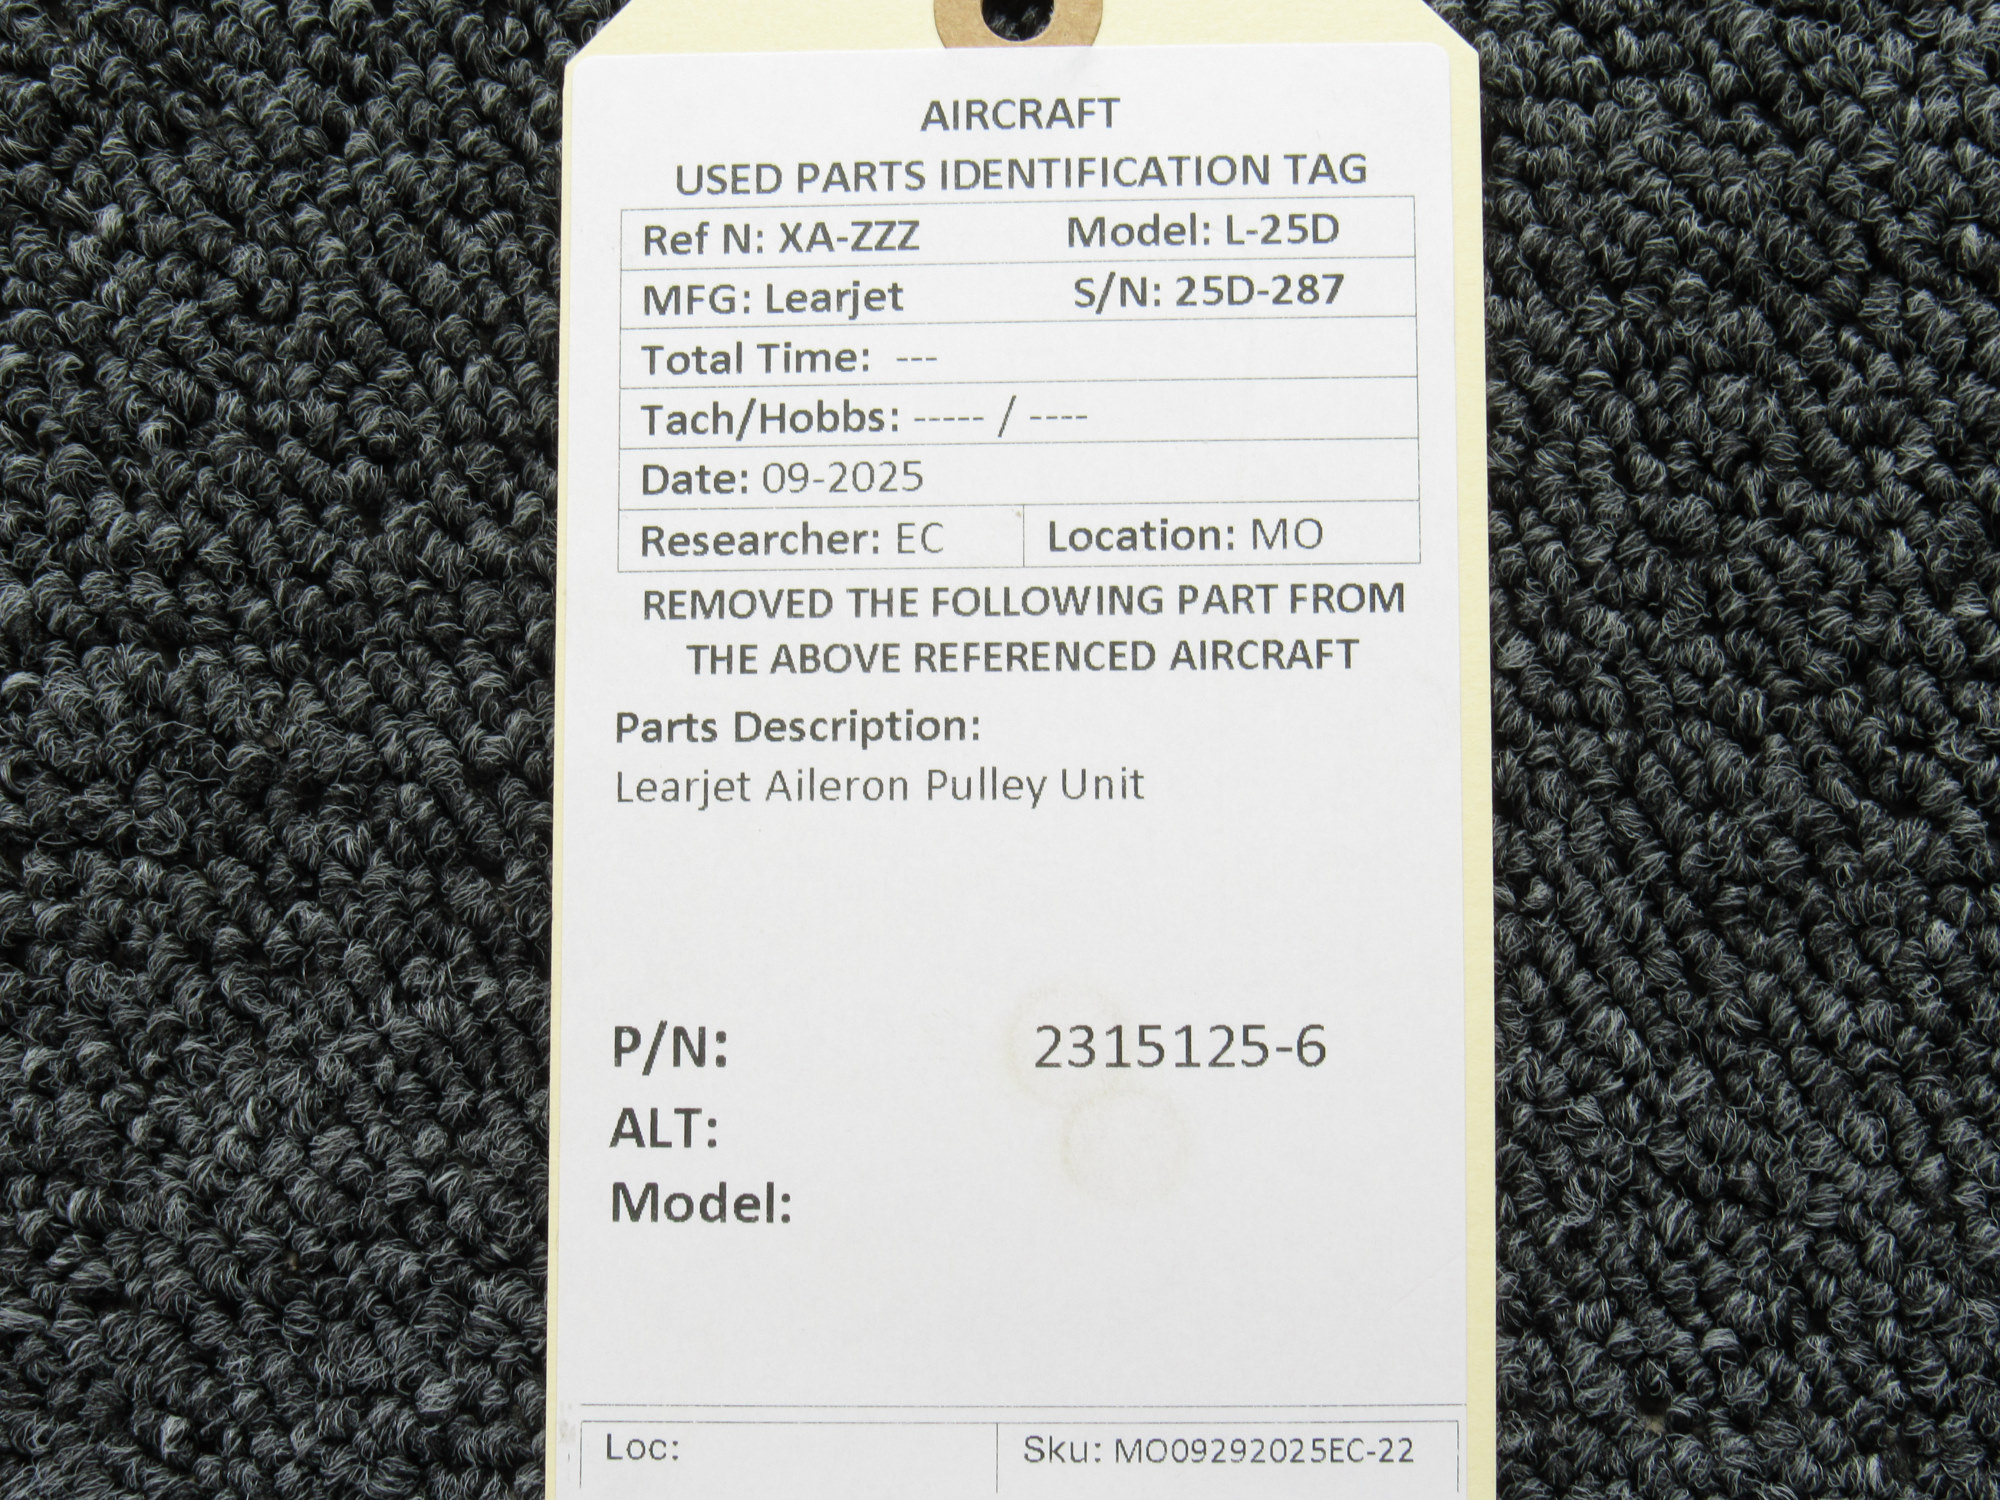 AIRCRAFT
USED PARTS IDENTIFICATION TAG
Ref N: XA-ZZZ Model: L-25D
MFG: Learjet S/N: 25D-287
Total Time: ---
Tach/Hobbs: ----- / ----
Date: 09-2025
Researcher: EC Location: MO
REMOVED THE FOLLOWING PART FROM
THE ABOVE REFERENCED AIRCRAFT
Parts Description:
Learjet Aileron Pulley Unit
P/N: 2315125-6
ALT:
Model:
Loc: Sku: MO09292025EC-22